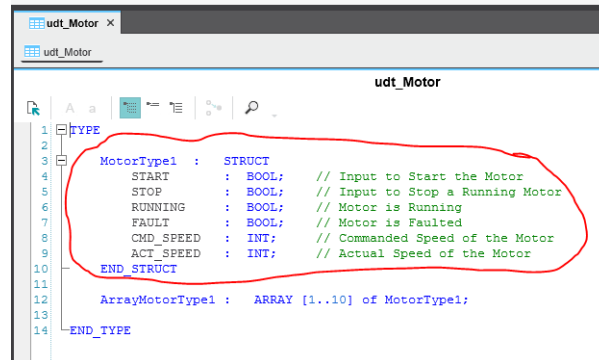 udt_Motor ×
udt_Motor
udt_Motor
A a
1 TYPE
2
3 MotorType1 : STRUCT
4 START : BOOL; // Input to Start the Motor
5 STOP : BOOL; // Input to Stop a Running Motor
6 RUNNING : BOOL; // Motor is Running
7 FAULT : BOOL; // Motor is Faulted
8 CMD_SPEED : INT; // Commanded Speed of the Motor
9 ACT_SPEED : INT; // Actual Speed of the Motor
10 END_STRUCT
11
12 ArrayMotorType1 : ARRAY [1..10] of MotorType1;
13
14 END_TYPE